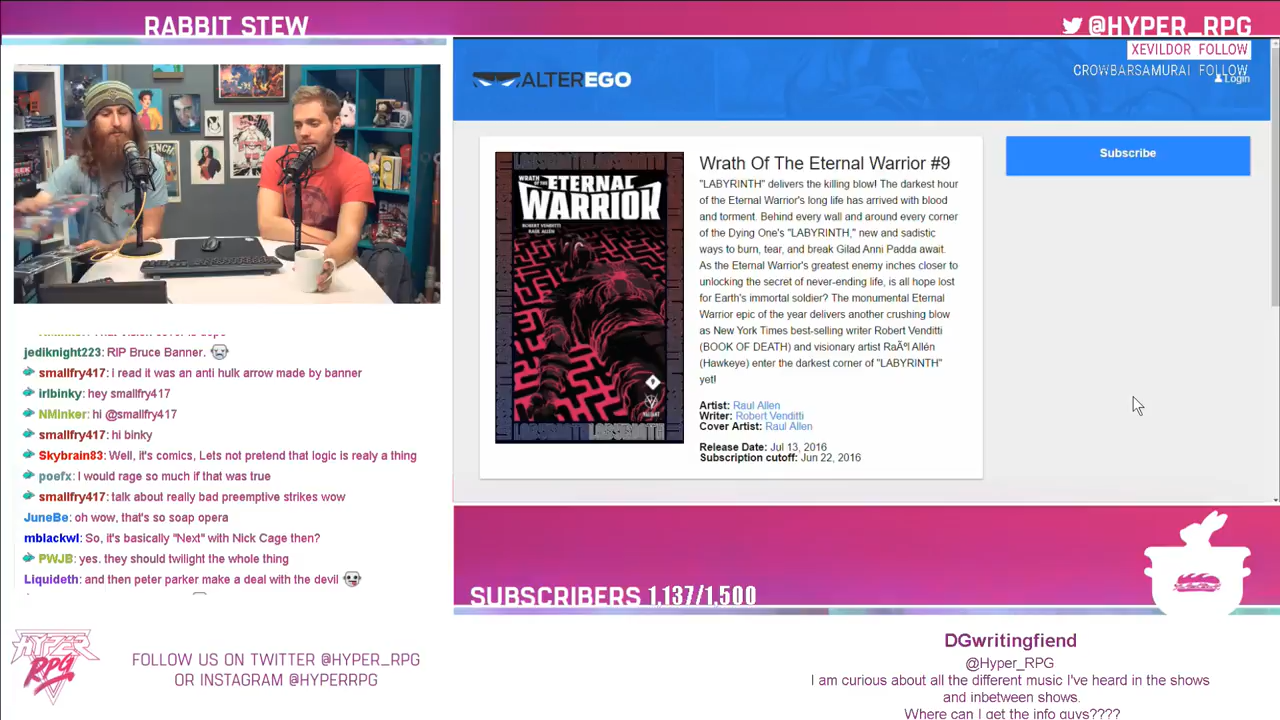 RABBIT STEW
@HYPER_RPG
XEVILDOR FOLLOW
CROWBARSAMURAI FOLLOW
ALTEREGO
Login
Subscribe
WRATH OF THE
ETERNAL
WARRIOR
ROBERT VENDITTI
RAUL ALLEN
9
VALIANT
LABYRINTH
Wrath Of The Eternal Warrior #9
"LABYRINTH" delivers the killing blow! The darkest hour
of the Eternal Warrior's long life has arrived with blood
and torment. Behind every wall and around every corner
of the Dying One's "LABYRINTH," new and sadistic
ways to burn, tear, and break Gilad Anni Padda await.
As the Eternal Warrior's greatest enemy inches closer to
unlocking the secret of never-ending life, is all hope lost
for Earth's immortal soldier? The monumental Eternal
Warrior epic of the year delivers another crushing blow
as New York Times best-selling writer Robert Venditti
(BOOK OF DEATH) and visionary artist RaÃºl Allén
(Hawkeye) enter the darkest corner of "LABYRINTH"
yet!
Artist: Raul Allen
Writer: Robert Venditti
Cover Artist: Raul Allen
Release Date: Jul 13, 2016
Subscription cutoff: Jun 22, 2016
jediknight223: RIP Bruce Banner.
smallfry417: I read it was an anti hulk arrow made by banner
irlbinky: hey smallfry417
NMInker: hi @smallfry417
smallfry417: hi binky
Skybrain83: Well, it's comics, Lets not pretend that logic is realy a thing
poefx: I would rage so much if that was true
smallfry417: talk about really bad preemptive strikes wow
JuneBe: oh wow, that's so soap opera
mblackwl: So, it's basically "Next" with Nick Cage then?
PWJB: yes. they should twilight the whole thing
Liquideth: and then peter parker make a deal with the devil
SUBSCRIBERS 1,137/1,500
HYPER
RPG
FOLLOW US ON TWITTER @HYPER_RPG
OR INSTAGRAM @HYPERRPG
DGwritingfiend
@Hyper_RPG
I am curious about all the different music I've heard in the shows
and inbetween shows.
Where can I get the info guys????